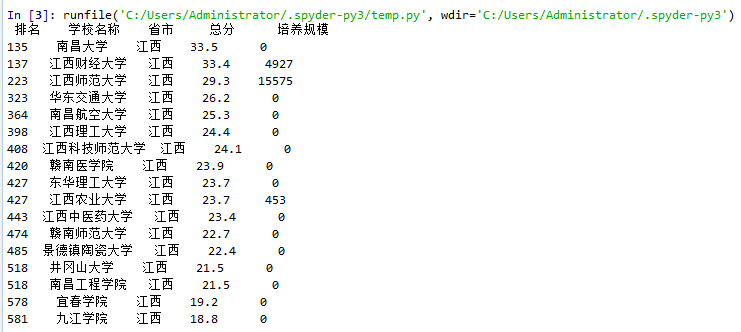 In [3]: runfile('C:/Users/Administrator/.spyder-py3/temp.py', wdir='C:/Users/Administrator/.spyder-py3')
排名 学校名称 省市 总分 培养规模
135 南昌大学 江西 33.5 0
137 江西财经大学 江西 33.4 4927
223 江西师范大学 江西 29.3 15575
323 华东交通大学 江西 26.2 0
364 南昌航空大学 江西 25.3 0
398 江西理工大学 江西 24.4 0
408 江西科技师范大学 江西 24.1 0
420 赣南医学院 江西 23.9 0
427 东华理工大学 江西 23.7 0
427 江西农业大学 江西 23.7 453
443 江西中医药大学 江西 23.4 0
474 赣南师范大学 江西 22.7 0
485 景德镇陶瓷大学 江西 22.4 0
518 井冈山大学 江西 21.5 0
518 南昌工程学院 江西 21.5 0
578 宜春学院 江西 19.2 0
581 九江学院 江西 18.8 0